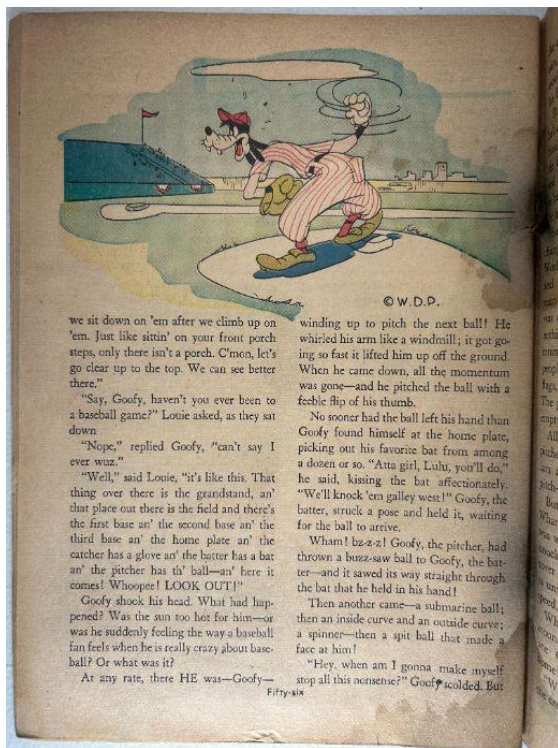 © W.D.P.
we sit down on 'em after we climb up on
'em. Just like sittin' on your front porch
steps, only there isn't a porch. C'mon, let's
go clear up to the top. We can see better
there."
"Say, Goofy, haven't you ever been to
a baseball game?" Louie asked, as they sat
down
"Nope," replied Goofy, "can't say I
ever wuz."
"Well," said Louie, "it's like this. That
thing over there is the grandstand, an'
that place out there is the field and there's
the first base an' the second base an' the
third base an' the home plate an' the
catcher has a glove an' the batter has a bat
an' the pitcher has th' ball—an' here it
comes! Whoopee! LOOK OUT!"
Goofy shook his head. What had hap-
pened? Was the sun too hot for him—or
was he suddenly feeling the way a baseball
fan feels when he is really crazy about base-
ball? Or what was it?
At any rate, there HE was—Goofy—
winding up to pitch the next ball! He
whirled his arm like a windmill; it got go-
ing so fast it lifted him up off the ground.
When he came down, all the momentum
was gone—and he pitched the ball with a
feeble flip of his thumb.
No sooner had the ball left his hand than
Goofy found himself at the home plate,
picking out his favorite bat from among
a dozen or so. "Atta girl, Lulu, you'll do,"
he said, kissing the bat affectionately.
"We'll knock 'em galley west!" Goofy, the
batter, struck a pose and held it, waiting
for the ball to arrive.
Wham! bz-z-z! Goofy, the pitcher, had
thrown a buzz-saw ball to Goofy, the bat-
ter—and it sawed its way straight through
the bat that he held in his hand!
Then another came—a submarine ball;
then an inside curve and an outside curve;
a spinner—then a spit ball that made a
face at him!
"Hey, when am I gonna make myself
stop all this nonsense?" Goofy scolded. But
Fifty-six